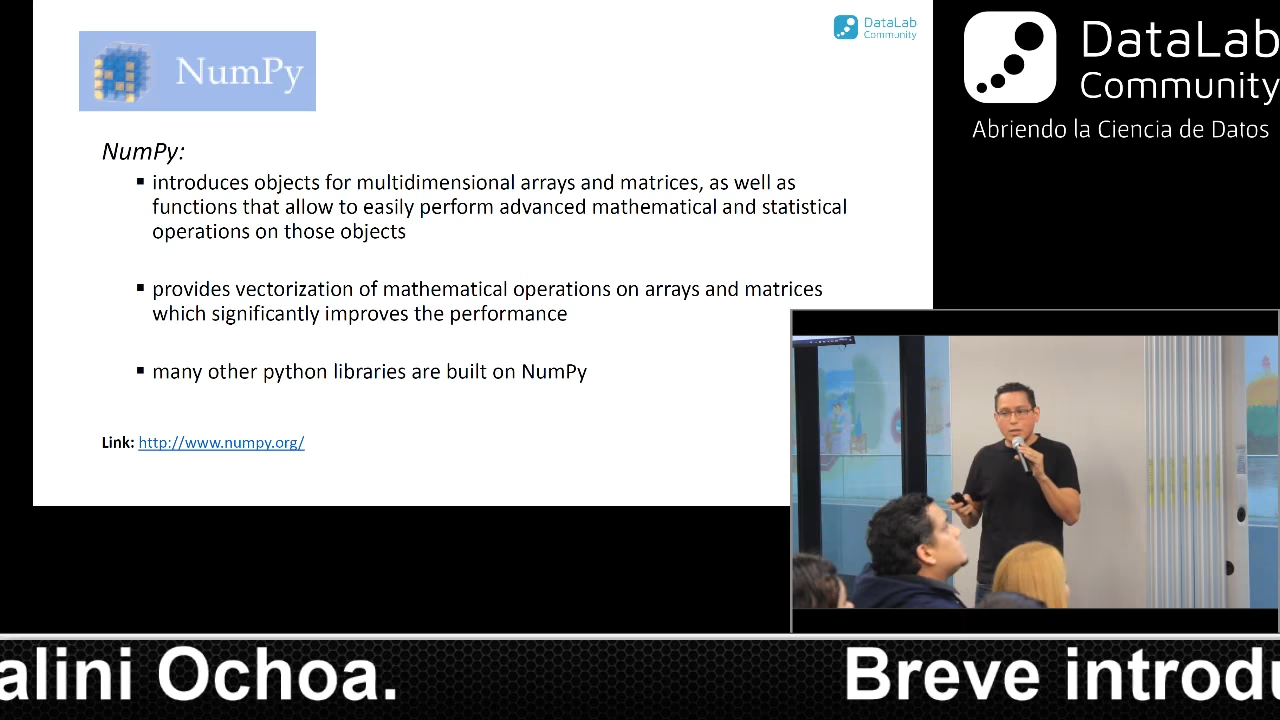 NumPy
DataLab
Community
NumPy:
introduces objects for multidimensional arrays and matrices, as well as
functions that allow to easily perform advanced mathematical and statistical
operations on those objects
provides vectorization of mathematical operations on arrays and matrices
which significantly improves the performance
many other python libraries are built on NumPy
Link: http://www.numpy.org/
DataLab
Community
Abriendo la Ciencia de Datos
alini Ochoa.
Breve introdu